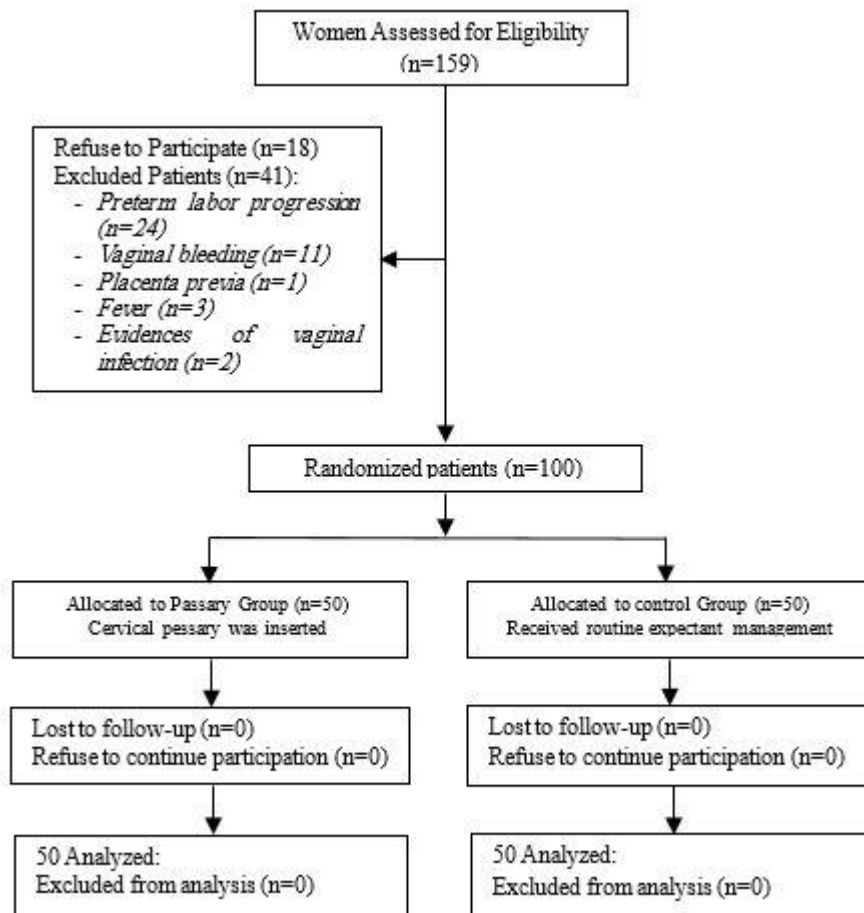 Women Assessed for Eligibility
(n=159)
Refuse to Participate (n=18)
Excluded Patients (n=41):
- Preterm labor progression
(n=24)
- Vaginal bleeding (n=11)
- Placenta previa (n=1)
- Fever (n=3)
- Evidences of vaginal
infection (n=2)
Randomized patients (n=100)
Allocated to Passary Group (n=50)
Cervical pessary was inserted
Allocated to control Group (n=50)
Received routine expectant management
Lost to follow-up (n=0)
Refuse to continue participation (n=0)
Lost to follow-up (n=0)
Refuse to continue participation (n=0)
50 Analyzed:
Excluded from analysis (n=0)
50 Analyzed:
Excluded from analysis (n=0)